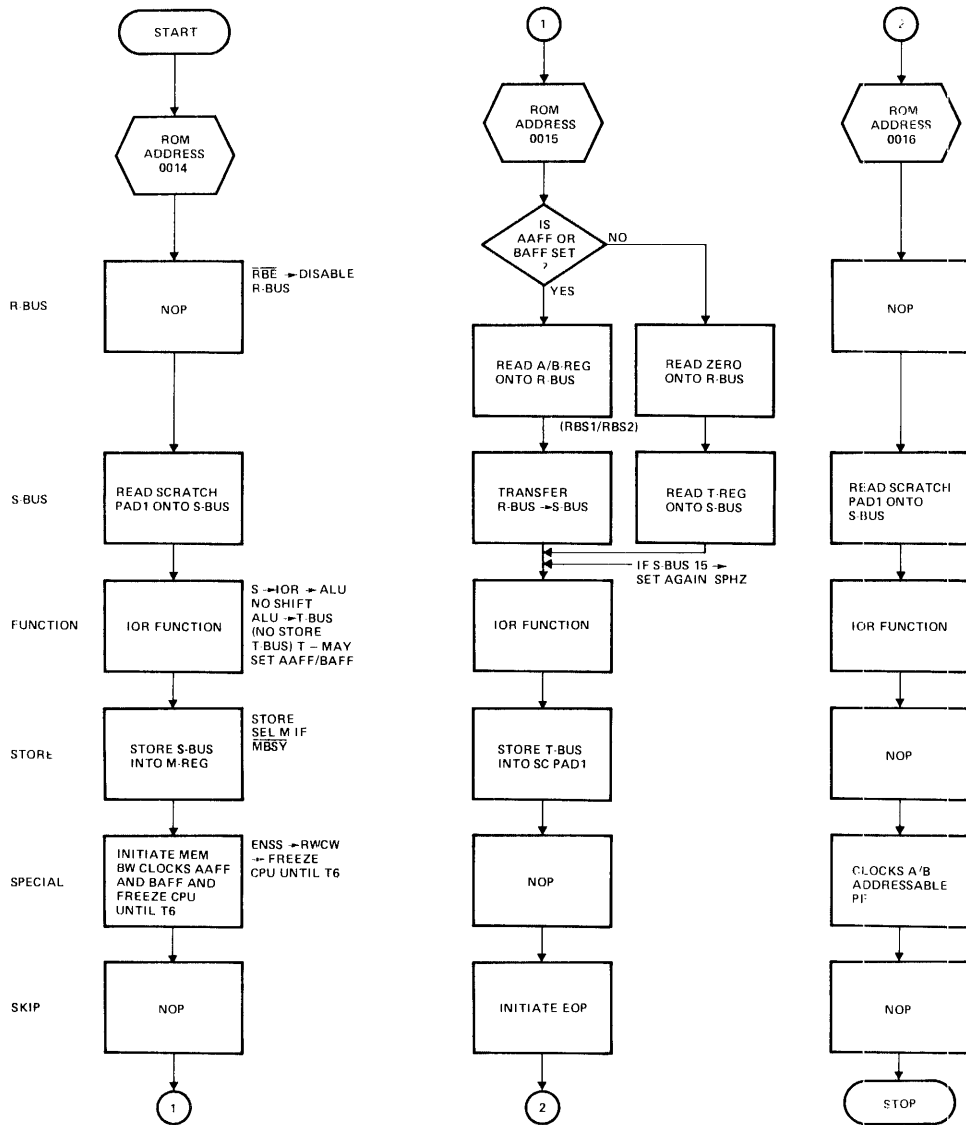 START
ROM
ADDRESS
0014
R-BUS
NOP
RBE → DISABLE
R-BUS
S-BUS
READ SCRATCH
PAD1 ONTO S-BUS
FUNCTION
IOR FUNCTION
S → IOR → ALU
NO SHIFT
ALU → T-BUS
(NO STORE
T-BUS) T – MAY
SET AAFF/BAFF
STORE
STORE S-BUS
INTO M-REG
STORE
SEL M IF
MBSY
SPECIAL
INITIATE MEM
BW CLOCKS AAFF
AND BAFF AND
FREEZE CPU
UNTIL T6
ENSS → RWCW
→ FREEZE
CPU UNTIL T6
SKIP
NOP
1
1
ROM
ADDRESS
0015
IS
AAFF OR
BAFF SET
?
NO
YES
READ A/B-REG
ONTO R-BUS
READ ZERO
ONTO R-BUS
(RBS1/RBS2)
TRANSFER
R-BUS → S-BUS
READ T-REG
ONTO S-BUS
IF S-BUS 15 →
SET AGAIN SPHZ
IOR FUNCTION
STORE T-BUS
INTO SC PAD1
NOP
INITIATE EOP
2
2
ROM
ADDRESS
0016
NOP
READ SCRATCH
PAD1 ONTO
S-BUS
IOR FUNCTION
NOP
CLOCKS A/B
ADDRESSABLE
NOP
STOP